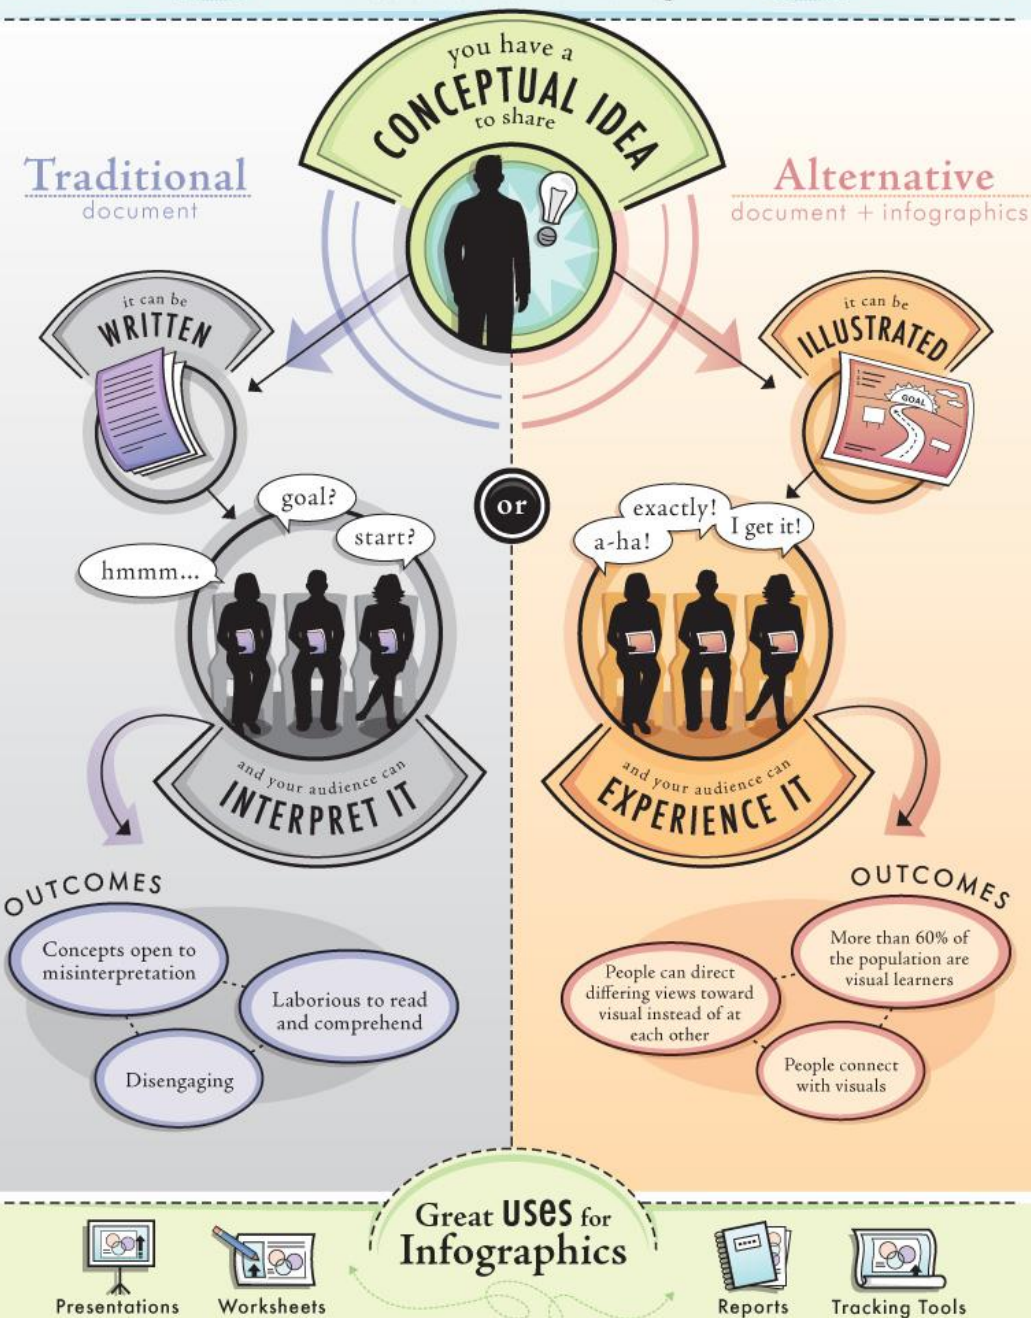 you have a
CONCEPTUAL IDEA
to share
Traditional
document
Alternative
document + infographics
it can be
WRITTEN
it can be
ILLUSTRATED
GOAL
or
hmmm...
goal?
start?
a-ha!
exactly!
I get it!
and your audience can
INTERPRET IT
and your audience can
EXPERIENCE IT
OUTCOMES
Concepts open to
misinterpretation
Laborious to read
and comprehend
Disengaging
OUTCOMES
More than 60% of
the population are
visual learners
People can direct
differing views toward
visual instead of at
each other
People connect
with visuals
Great uses for
Infographics
Presentations
Worksheets
Reports
Tracking Tools